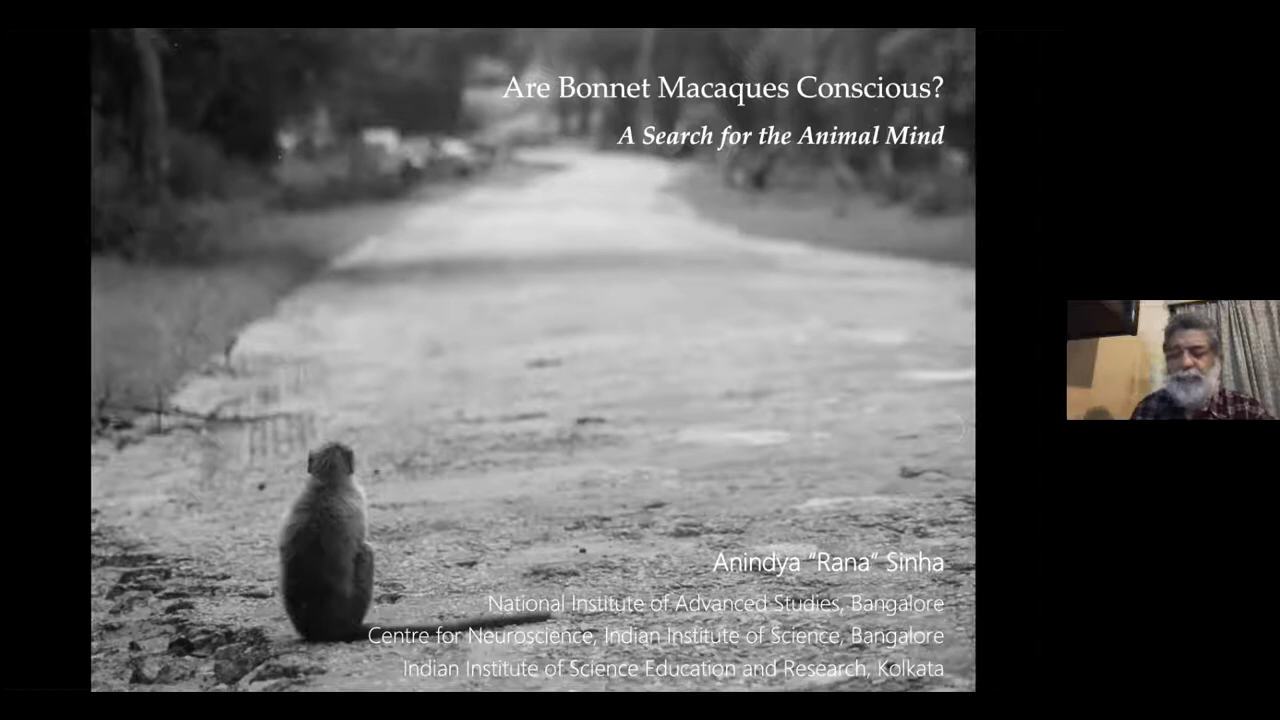 Are Bonnet Macaques Conscious?
A Search for the Animal Mind
Anindya "Rana" Sinha
National Institute of Advanced Studies, Bangalore
Centre for Neuroscience, Indian Institute of Science, Bangalore
Indian Institute of Science Education and Research, Kolkata